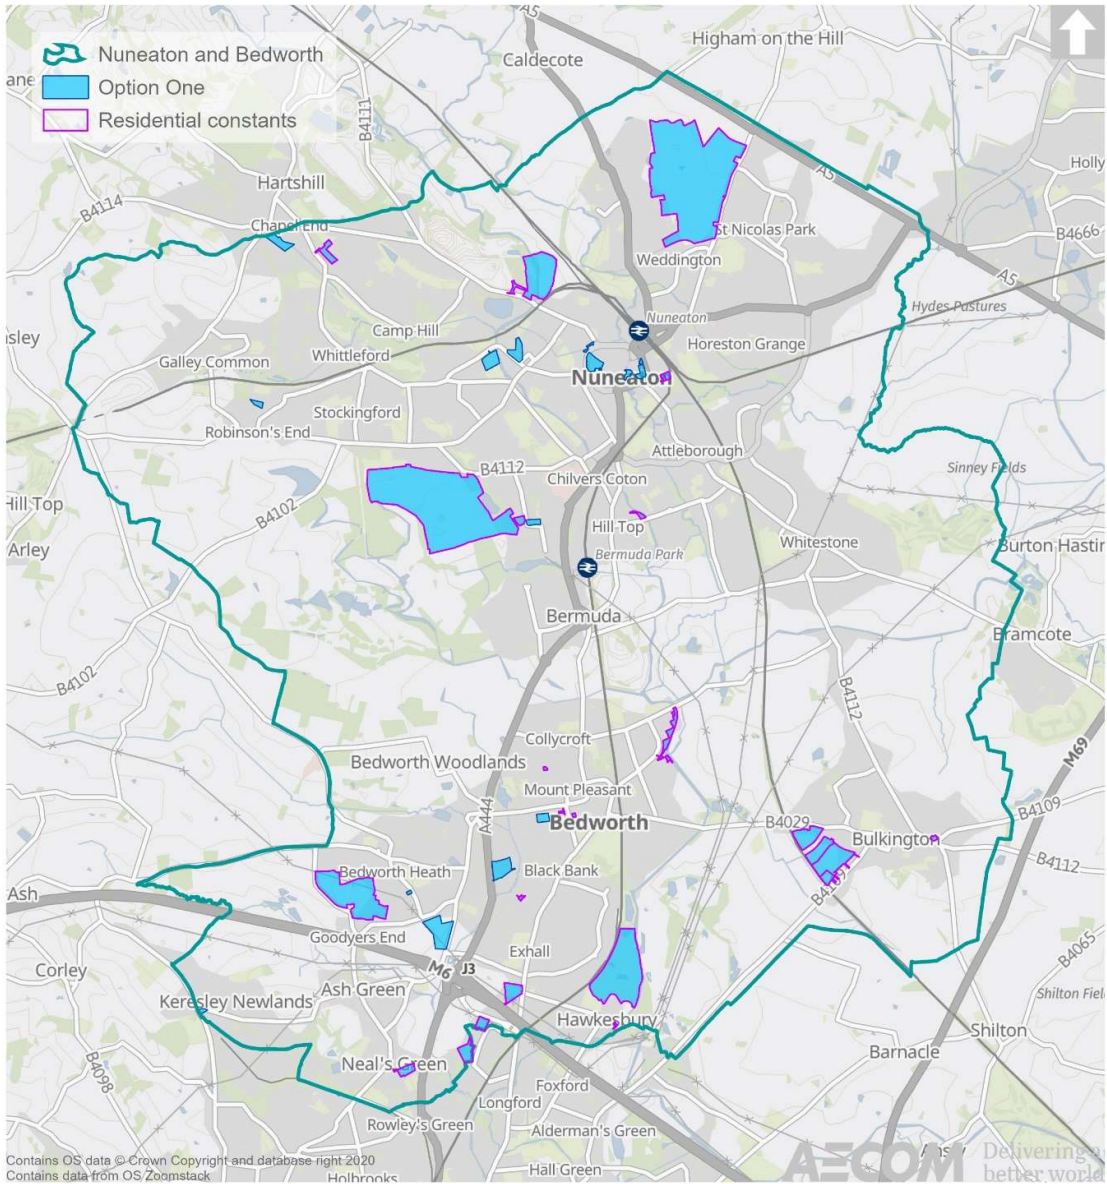 A5
Higham on the Hill
Caldecote
Nuneaton and Bedworth
Option One
Residential constants
ane
B4111
Holly
Hartshill
A5
B4114
Chapel End
St Nicolas Park
B4666
Weddington
A5
Hydes Pastures
Nuneaton
Camp Hill
sley
Horeston Grange
Whittleford
Galley Common
Nuneaton
Stockingford
Robinson's End
Attleborough
B4112
Sinney Fields
Chilvers Coton
Hill Top
B4102
Hill Top
Whitestone
Arley
Burton Hastin
Bermuda Park
Bermuda
Bramcote
B4102
B4112
Collycroft
M69
Bedworth Woodlands
Mount Pleasant
A444
B4109
Bedworth
B4029
Bulkington
B4112
Bedworth Heath
Black Bank
B4109
Ash
Goodyers End
Exhall
B4065
Corley
M6
J3
Ash Green
Shilton Fiel
Keresley Newlands
Hawkesbury
Shilton
Barnacle
B4098
Neal's Green
Foxford
Longford
Rowley's Green
Alderman's Green
Contains OS data © Crown Copyright and database right 2020
Contains data from OS Zoomstack
Hall Green
Holbrooks
AECOM
Ansty
Delivering a
better world